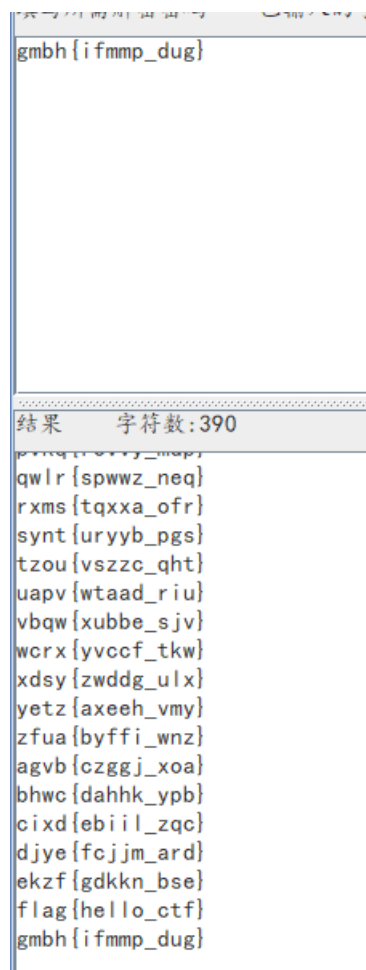 gmbh{ifmmp_dug}
结果 字符数:390
qwlr{spwwz_neq}
rxms{tqxxa_ofr}
synt{uryyb_pgs}
tzou{vszzc_qht}
uapv{wtaad_riu}
vbqw{xubbe_sjv}
wcrx{yvccf_tkw}
xdsy{zwddg_ulx}
yetz{axeeh_vmy}
zfua{byffi_wnz}
agvb{czggj_xoa}
bhwc{dahhk_ypb}
cixd{ebiil_zqc}
djye{fcjjm_ard}
ekzf{gdkkn_bse}
flag{hello_ctf}
gmbh{ifmmp_dug}